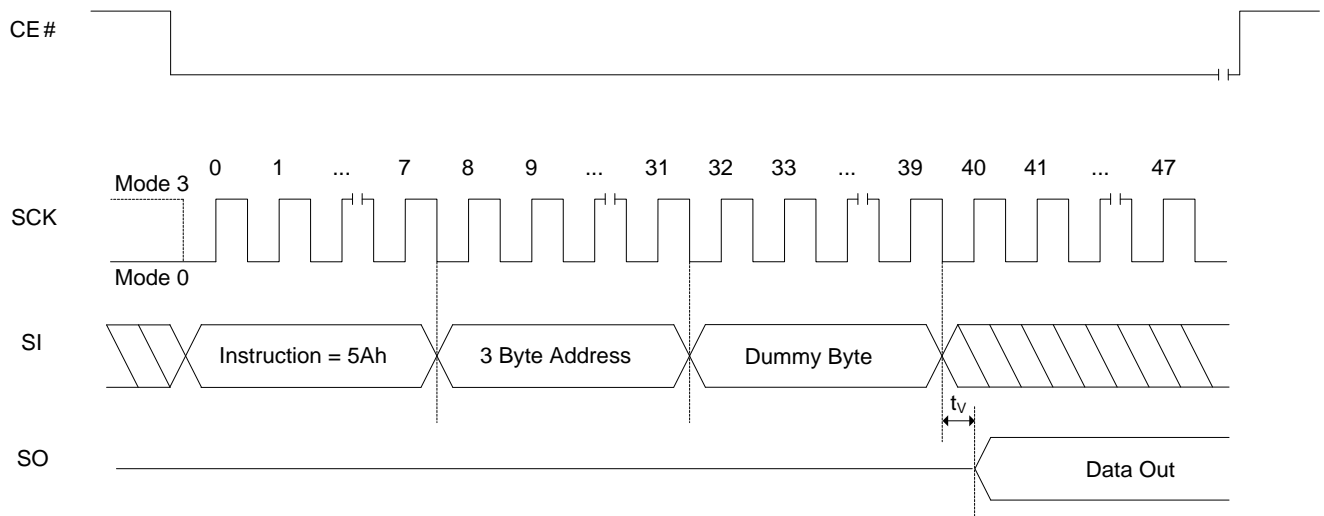 CE#
0 1 ... 7 8 9 ... 31 32 33 ... 39 40 41 ... 47
Mode 3
SCK
Mode 0
SI
Instruction = 5Ah
3 Byte Address
Dummy Byte
tV
SO
Data Out